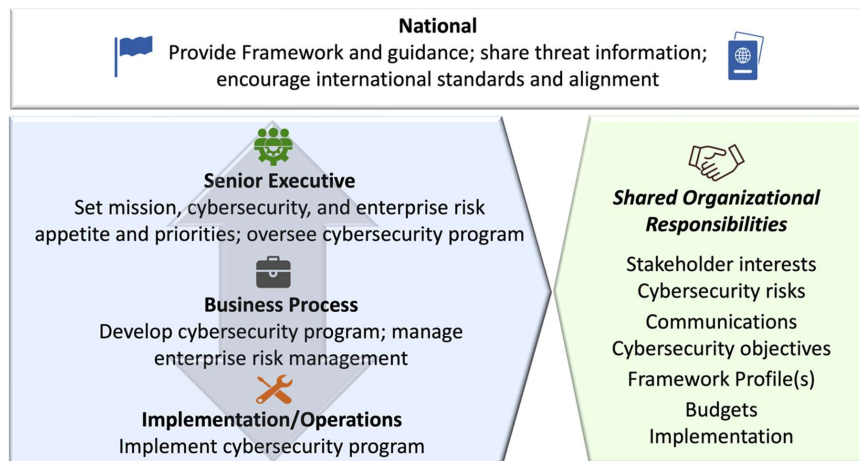 National
Provide Framework and guidance; share threat information;
encourage international standards and alignment
Senior Executive
Set mission, cybersecurity, and enterprise risk
appetite and priorities; oversee cybersecurity program
Business Process
Develop cybersecurity program; manage
enterprise risk management
Implementation/Operations
Implement cybersecurity program
Shared Organizational
Responsibilities
Stakeholder interests
Cybersecurity risks
Communications
Cybersecurity objectives
Framework Profile(s)
Budgets
Implementation